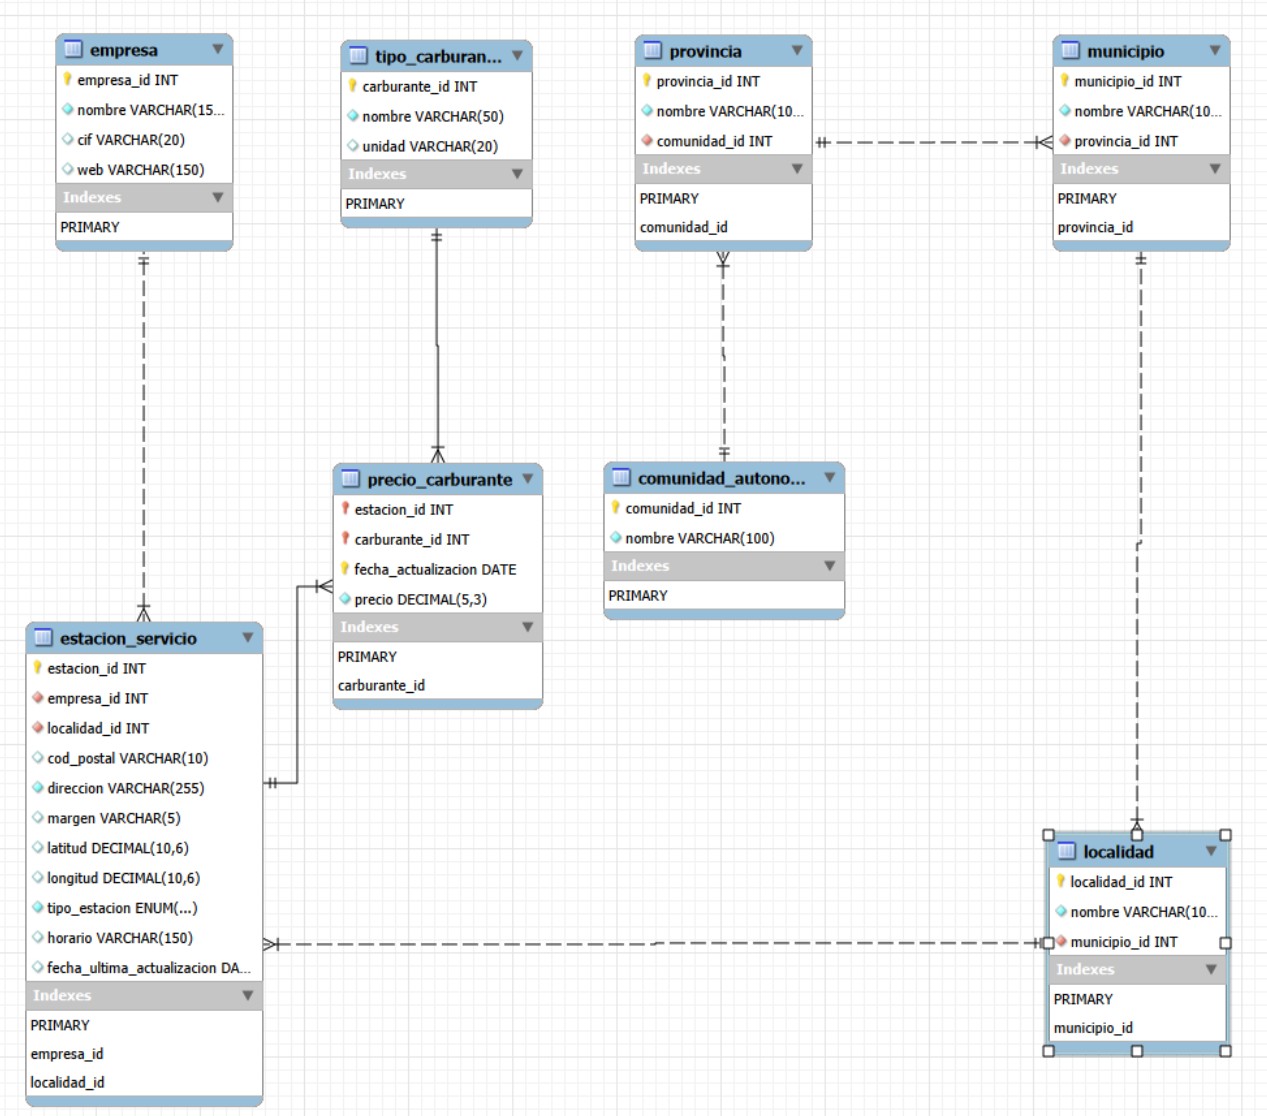 empresa
empresa_id INT
nombre VARCHAR(15...
cif VARCHAR(20)
web VARCHAR(150)
Indexes
PRIMARY
tipo_carburan...
carburante_id INT
nombre VARCHAR(50)
unidad VARCHAR(20)
Indexes
PRIMARY
provincia
provincia_id INT
nombre VARCHAR(10...
comunidad_id INT
Indexes
PRIMARY
comunidad_id
municipio
municipio_id INT
nombre VARCHAR(10...
provincia_id INT
Indexes
PRIMARY
provincia_id
precio_carburante
estacion_id INT
carburante_id INT
fecha_actualizacion DATE
precio DECIMAL(5,3)
Indexes
PRIMARY
carburante_id
comunidad_autono...
comunidad_id INT
nombre VARCHAR(100)
Indexes
PRIMARY
estacion_servicio
estacion_id INT
empresa_id INT
localidad_id INT
cod_postal VARCHAR(10)
direccion VARCHAR(255)
margen VARCHAR(5)
latitud DECIMAL(10,6)
longitud DECIMAL(10,6)
tipo_estacion ENUM(...)
horario VARCHAR(150)
fecha_ultima_actualizacion DA...
Indexes
PRIMARY
empresa_id
localidad_id
localidad
localidad_id INT
nombre VARCHAR(10...
municipio_id INT
Indexes
PRIMARY
municipio_id